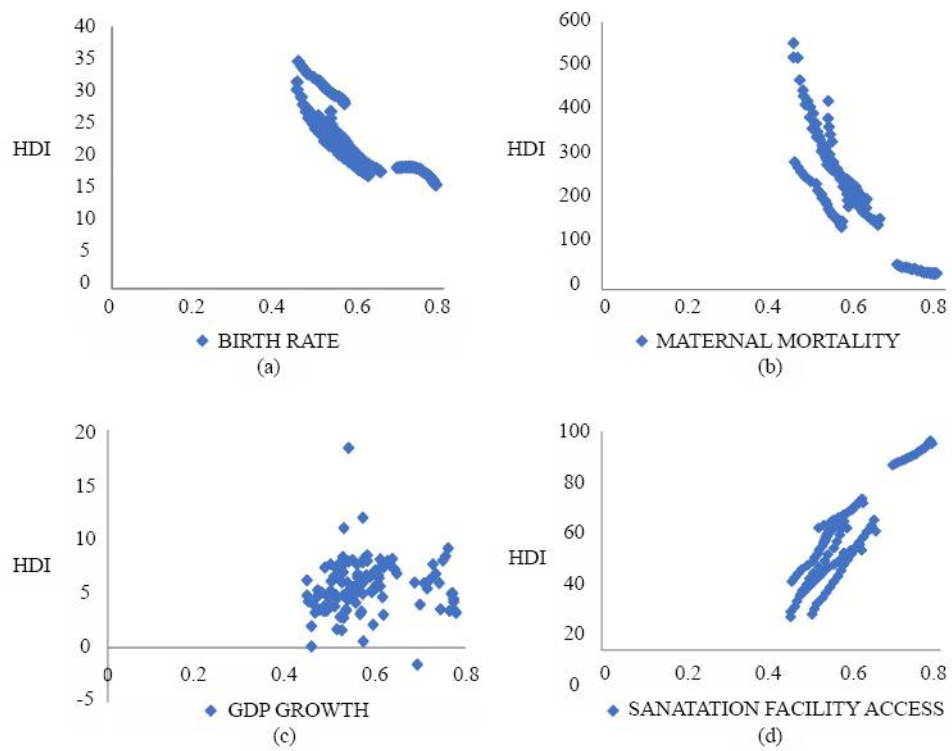 40
35
30
25
HDI
20
15
10
5
0
0 0.2 0.4 0.6 0.8
BIRTH RATE
(a)
600
500
400
HDI
300
200
100
0
0 0.2 0.4 0.6 0.8
MATERNAL MORTALITY
(b)
20
15
10
HDI
5
0
0 0.2 0.4 0.6 0.8
-5
GDP GROWTH
(c)
100
80
60
HDI
40
20
0
0 0.2 0.4 0.6 0.8
SANATATION FACILITY ACCESS
(d)